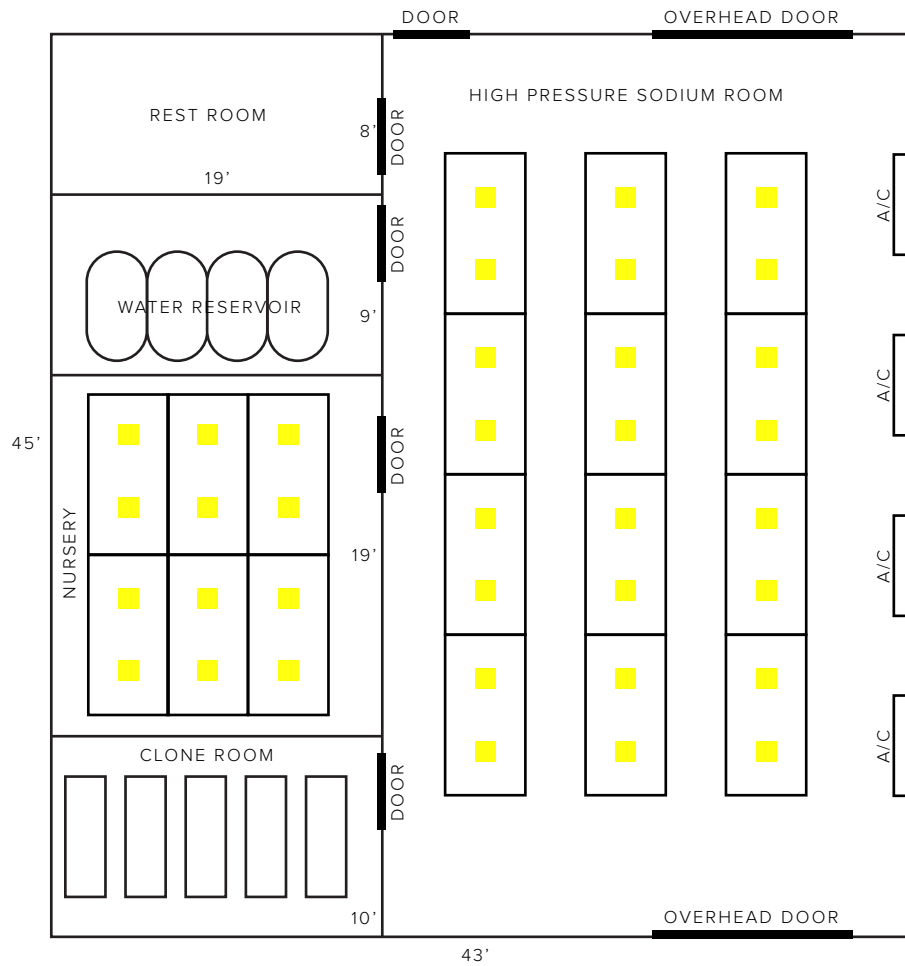 DOOR
OVERHEAD DOOR
HIGH PRESSURE SODIUM ROOM
REST ROOM
8’
DOOR
19’
A/C
DOOR
WATER RESERVOIR
9’
A/C
45’
DOOR
NURSERY
19’
A/C
CLONE ROOM
DOOR
A/C
10’
OVERHEAD DOOR
43’